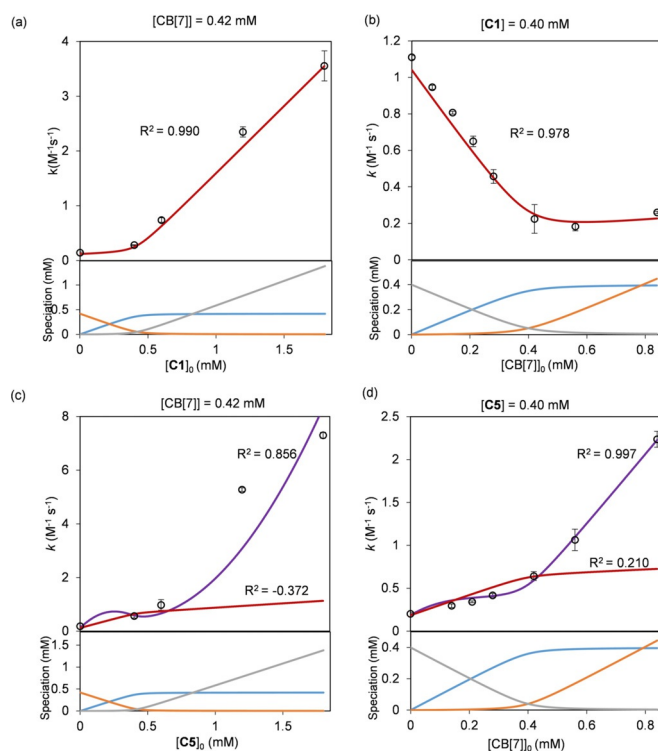 (a)
[CB[7]] = 0.42 mM
4
3
2
1
0
k(M⁻¹s⁻¹)
R² = 0.990
1
0.5
0
Speciation (mM)
0 0.5 1 1.5
[C1]₀ (mM)
(b)
[C1] = 0.40 mM
1.2
1
0.8
0.6
0.4
0.2
0
k (M⁻¹s⁻¹)
R² = 0.978
0.4
0.2
0
Speciation (mM)
0 0.2 0.4 0.6 0.8
[CB[7]]₀ (mM)
(c)
[CB[7]] = 0.42 mM
8
6
4
2
0
k (M⁻¹ s⁻¹)
R² = 0.856
R² = -0.372
1.5
1
0.5
0
Speciation (mM)
0 0.5 1 1.5
[C5]₀ (mM)
(d)
[C5] = 0.40 mM
2.5
2
1.5
1
0.5
0
k (M⁻¹ s⁻¹)
R² = 0.997
R² = 0.210
0.4
0.2
0
Speciation (mM)
0 0.2 0.4 0.6 0.8
[CB[7]]₀ (mM)